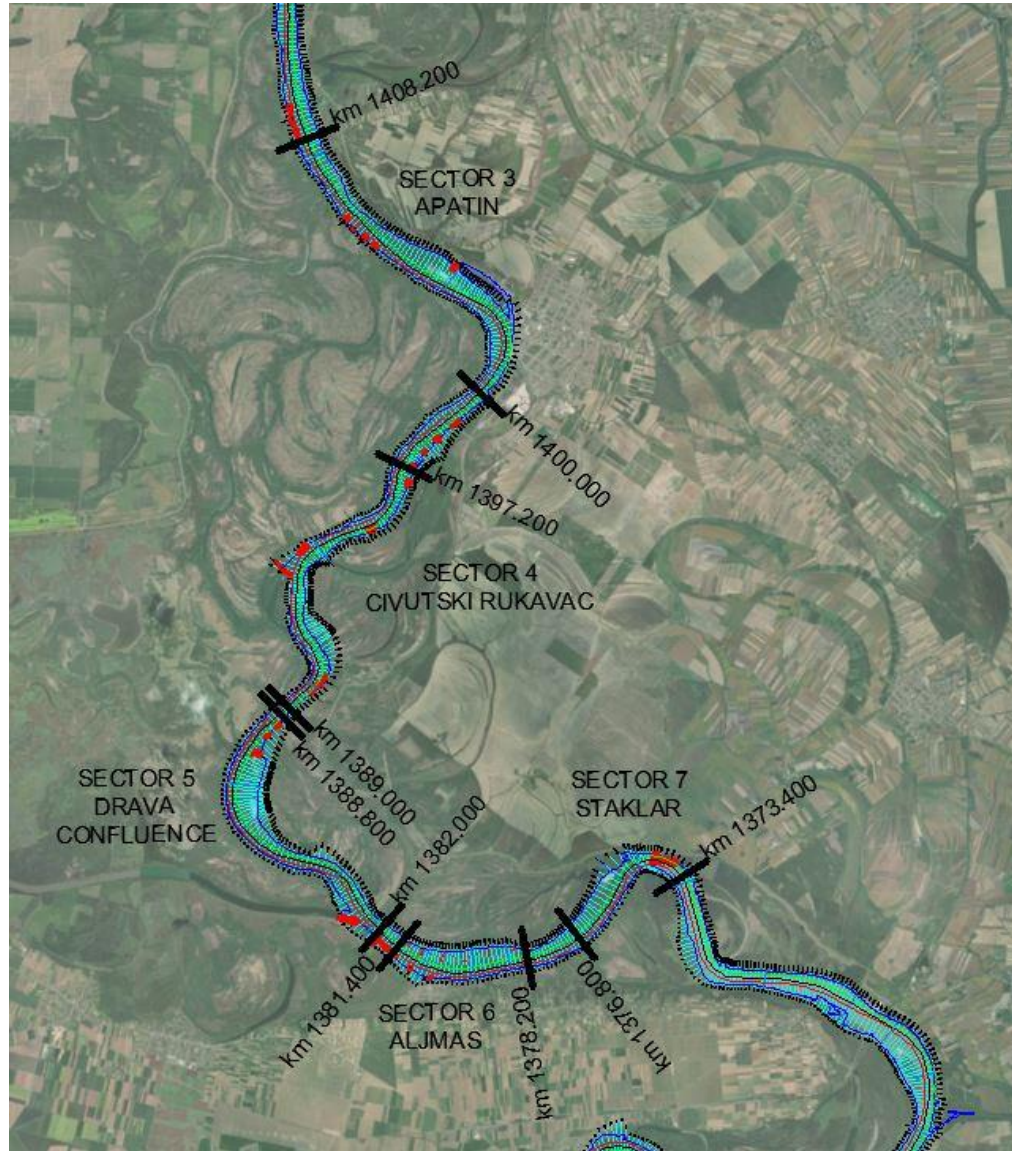 km 1408.200
SECTOR 3
APATIN
km 1400.000
km 1397.200
SECTOR 4
CIVUTSKI RUKAVAC
km 1389.000
km 1388.800
SECTOR 5
DRAVA
CONFLUENCE
SECTOR 7
STAKLAR
km 1373.400
km 1382.000
km 1381.400
SECTOR 6
ALJMAS
km 1378.200
km 1376.800